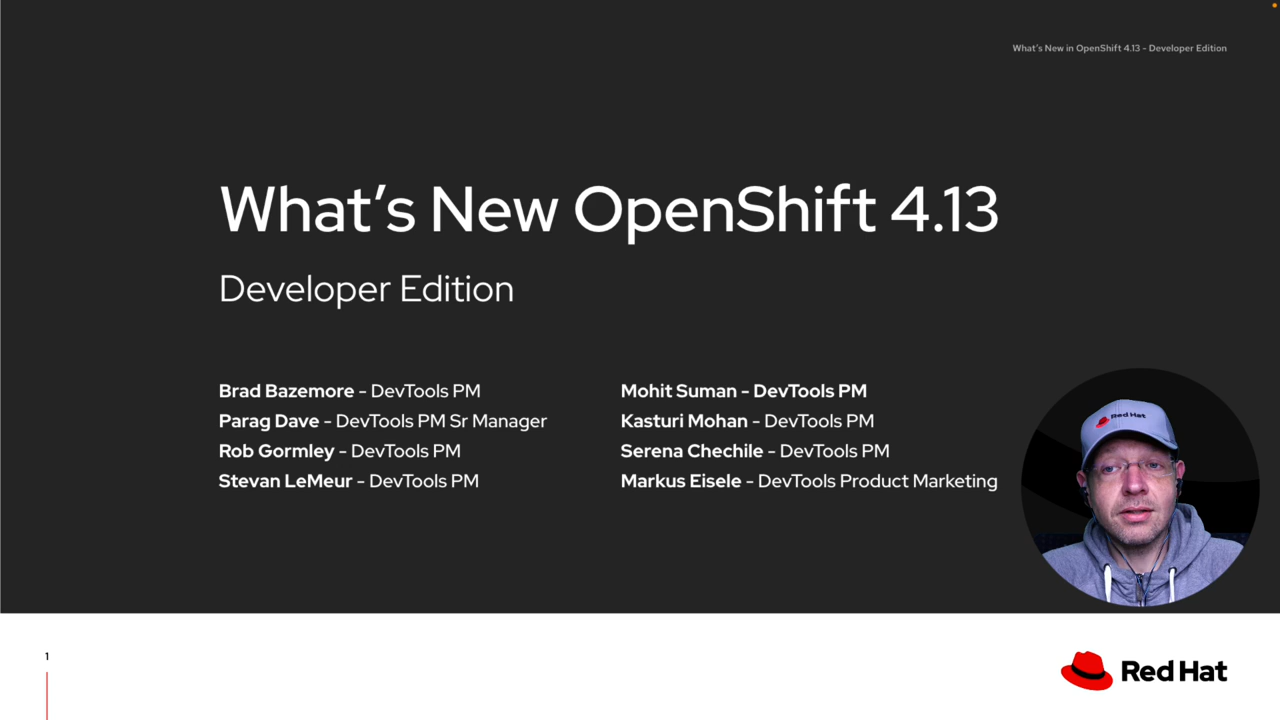 What's New in OpenShift 4.13 - Developer Edition
What's New OpenShift 4.13
Developer Edition
Brad Bazemore - DevTools PM
Parag Dave - DevTools PM Sr Manager
Rob Gormley - DevTools PM
Stevan LeMeur - DevTools PM
Mohit Suman - DevTools PM
Kasturi Mohan - DevTools PM
Serena Chechile - DevTools PM
Markus Eisele - DevTools Product Marketing
Red Hat
1
Red Hat